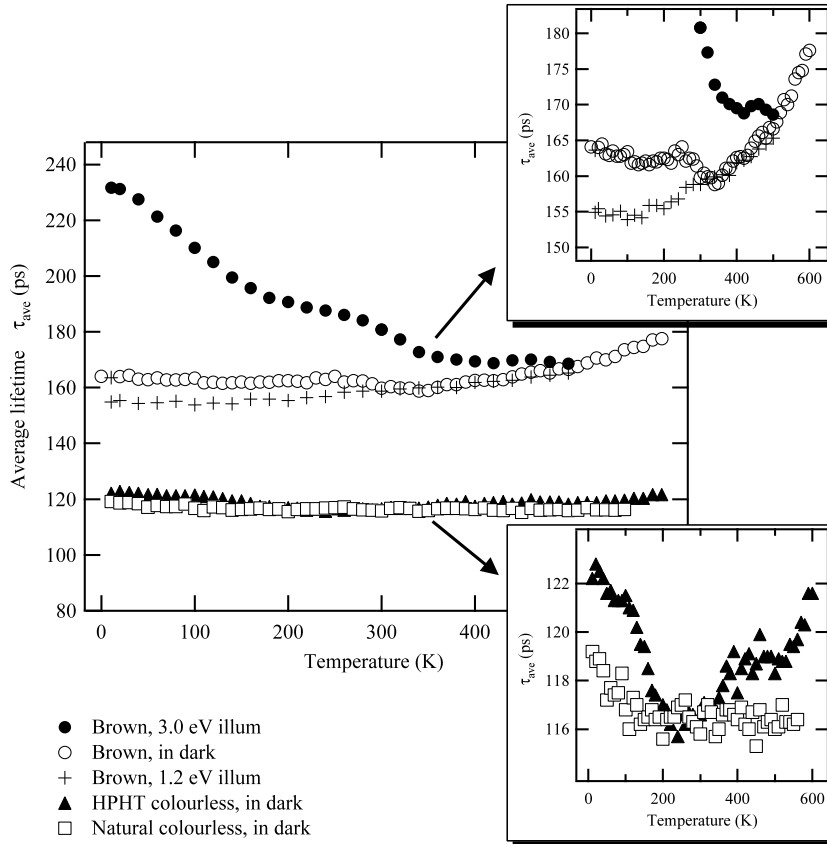 180
175
170
165
160
155
150
τave (ps)
0 200 400 600
Temperature (K)
240
220
200
180
160
140
120
100
80
Average lifetime τave (ps)
0 100 200 300 400
Temperature (K)
122
120
118
116
τave (ps)
0 200 400 600 800
Temperature (K)
Brown, 3.0 eV illum
Brown, in dark
Brown, 1.2 eV illum
HPHT colourless, in dark
Natural colourless, in dark